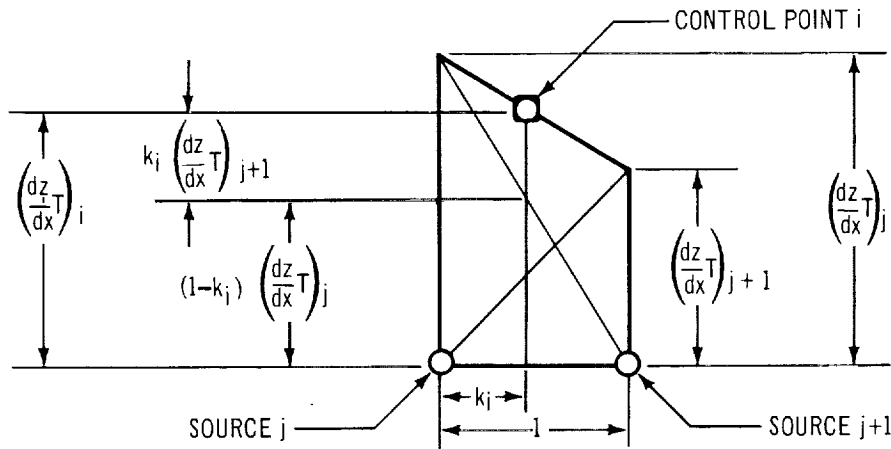 CONTROL POINT i
k_i (dz/dx T)_{j+1}
(dz/dx T)_i
(dz/dx T)_j
(dz/dx T)_{j+1}
(1-k_i) (dz/dx T)_j
k_i
SOURCE j
1
SOURCE j+1